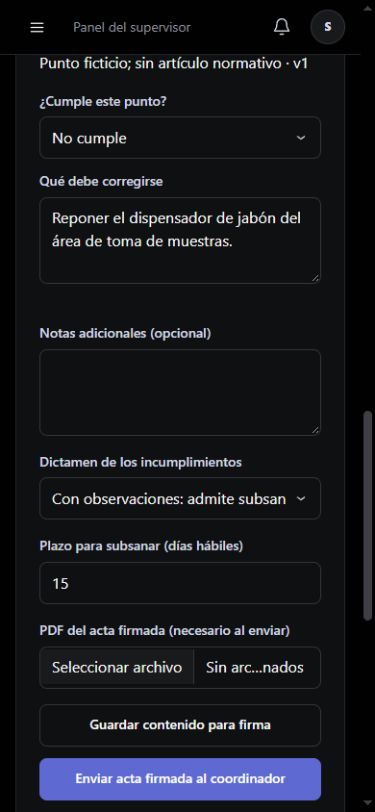 Panel del supervisor
S
Punto ficticio; sin artículo normativo · v1
¿Cumple este punto?
No cumple
Qué debe corregirse
Reponer el dispensador de jabón del
área de toma de muestras.
Notas adicionales (opcional)
Dictamen de los incumplimientos
Con observaciones: admite subsan
Plazo para subsanar (días hábiles)
15
PDF del acta firmada (necesario al enviar)
Seleccionar archivo Sin arc...nados
Guardar contenido para firma
Enviar acta firmada al coordinador